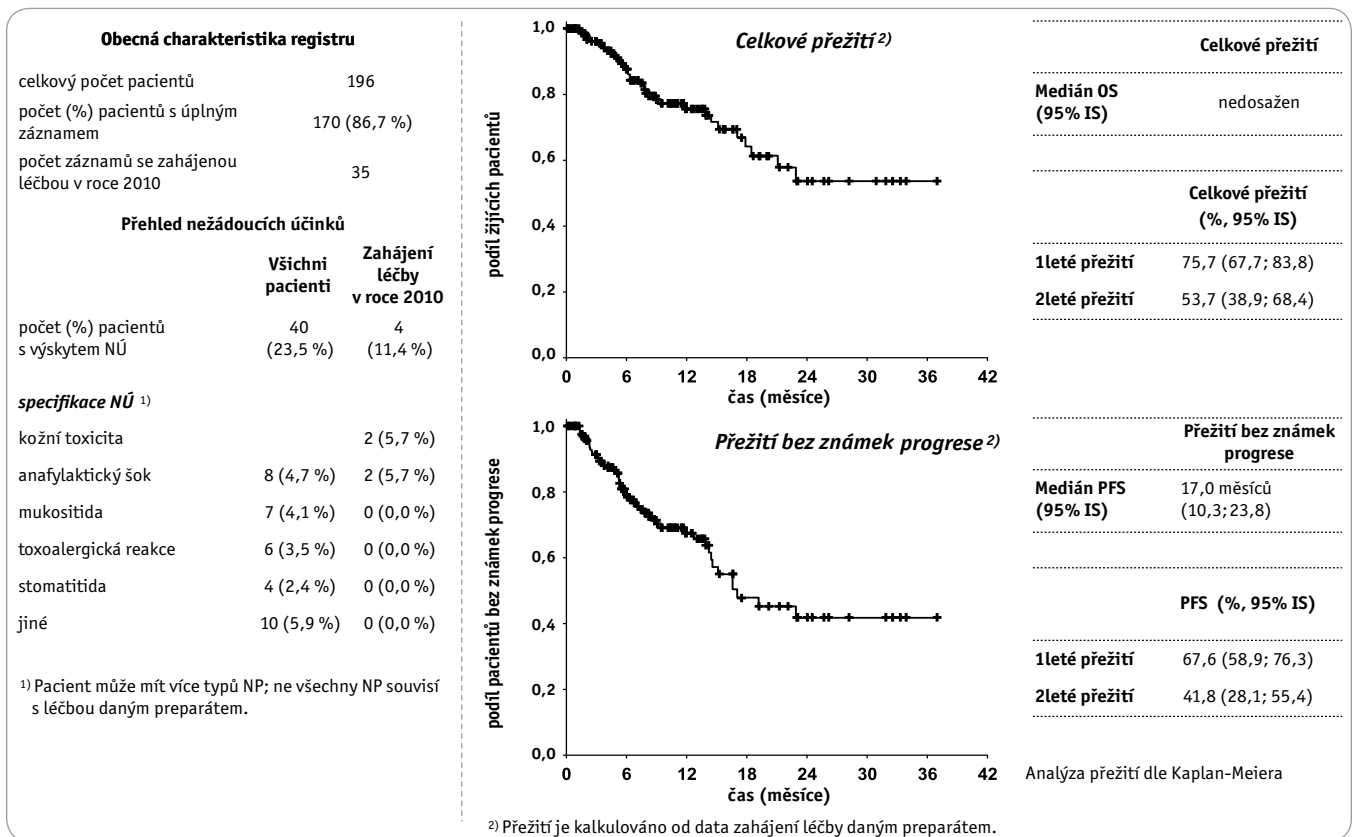 Obecná charakteristika registru
celkový počet pacientů 196
počet (%) pacientů s úplným
záznamem 170 (86,7 %)
počet záznamů se zahájenou
léčbou v roce 2010 35
Přehled nežádoucích účinků
Všichni
pacienti
Zahájení
léčby
v roce 2010
počet (%) pacientů 40 4
s výskytem NÚ (23,5 %) (11,4 %)
specifikace NÚ 1)
kožní toxicita 2 (5,7 %)
anafylaktický šok 8 (4,7 %) 2 (5,7 %)
mukositida 7 (4,1 %) 0 (0,0 %)
toxoalergická reakce 6 (3,5 %) 0 (0,0 %)
stomatitida 4 (2,4 %) 0 (0,0 %)
jiné 10 (5,9 %) 0 (0,0 %)
1) Pacient může mít více typů NP; ne všechny NP souvisí
s léčbou daným preparátem.
Celkové přežití 2)
podíl žijících pacientů
1,0
0,8
0,6
0,4
0,2
0,0
0 6 12 18 24 30 36 42
čas (měsíce)
Přežití bez známek progrese 2)
podíl pacientů bez známek progrese
1,0
0,8
0,6
0,4
0,2
0,0
0 6 12 18 24 30 36 42
čas (měsíce)
2) Přežití je kalkulováno od data zahájení léčby daným preparátem.
Celkové přežití
Medián OS
(95% IS) nedosažen
Celkové přežití
(%, 95% IS)
1leté přežití 75,7 (67,7; 83,8)
2leté přežití 53,7 (38,9; 68,4)
Přežití bez známek
progrese
Medián PFS 17,0 měsíců
(95% IS) (10,3; 23,8)
PFS (%, 95% IS)
1leté přežití 67,6 (58,9; 76,3)
2leté přežití 41,8 (28,1; 55,4)
Analýza přežití dle Kaplan-Meiera